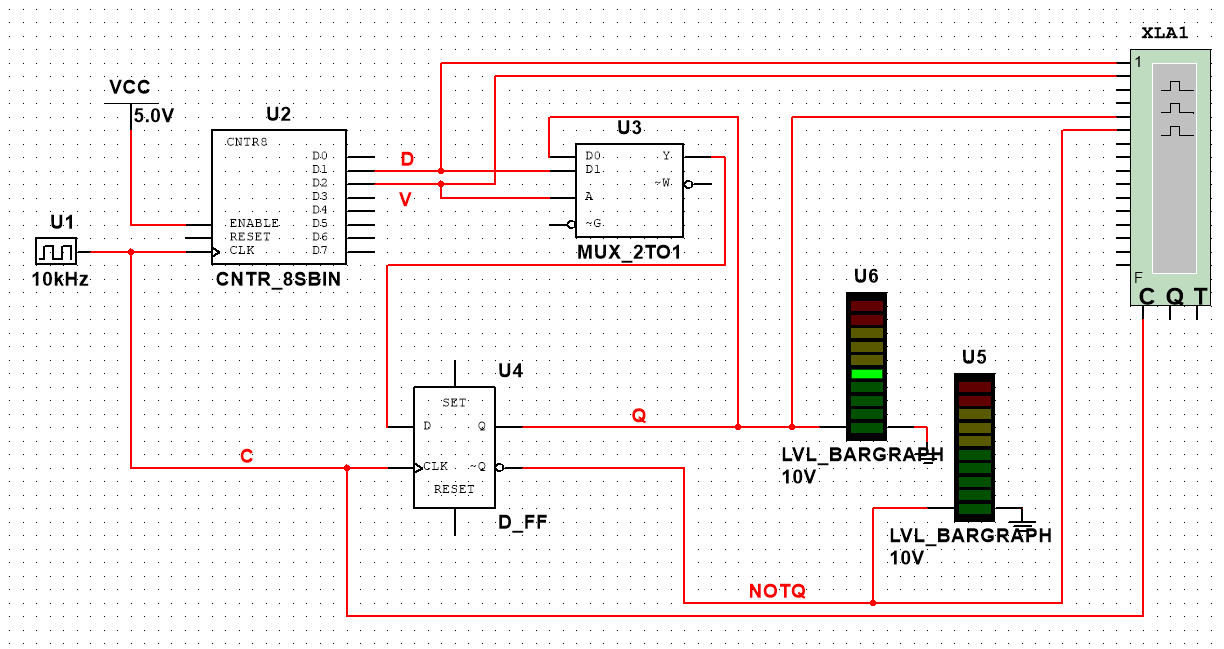 XLA1
VCC
5.0V
U2
CNTR8
D0
D1
D2
D3
D4
D5
D6
D7
ENABLE
RESET
CLK
CNTR_8SBIN
U1
10kHz
D
V
U3
D0
D1
A
~G
Y
~W
MUX_2TO1
1
F
C Q T
U4
SET
D
Q
CLK
~Q
RESET
D_FF
C
Q
U6
LVL_BARGRAPH
10V
U5
LVL_BARGRAPH
10V
NOTQ